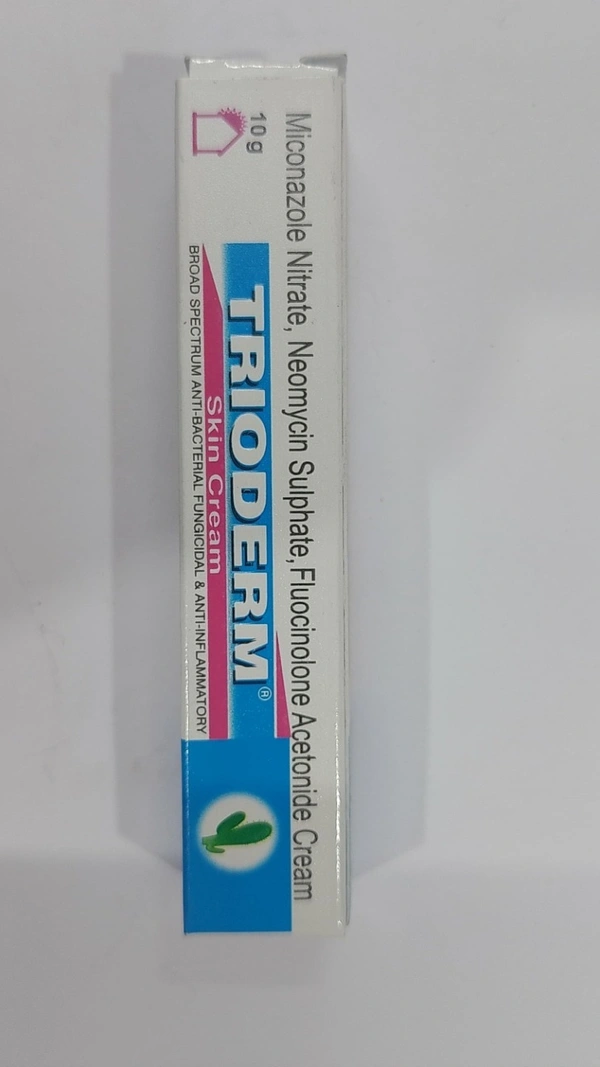 Miconazole Nitrate, Neomycin Sulphate, Fluocinolone Acetonide Cream
10 g
TRIODERM®
Skin Cream
BROAD SPECTRUM ANTI-BACTERIAL FUNGICIDAL & ANTI-INFLAMMATORY